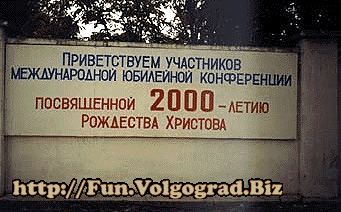 ПРИВЕТСТВУЕМ УЧАСТНИКОВ
МЕЖДУНАРОДНОЙ ЮБИЛЕЙНОЙ КОНФЕРЕНЦИИ
ПОСВЯЩЕННОЙ 2000-ЛЕТИЮ
РОЖДЕСТВА ХРИСТОВА
http://Fun.Volgograd.Biz